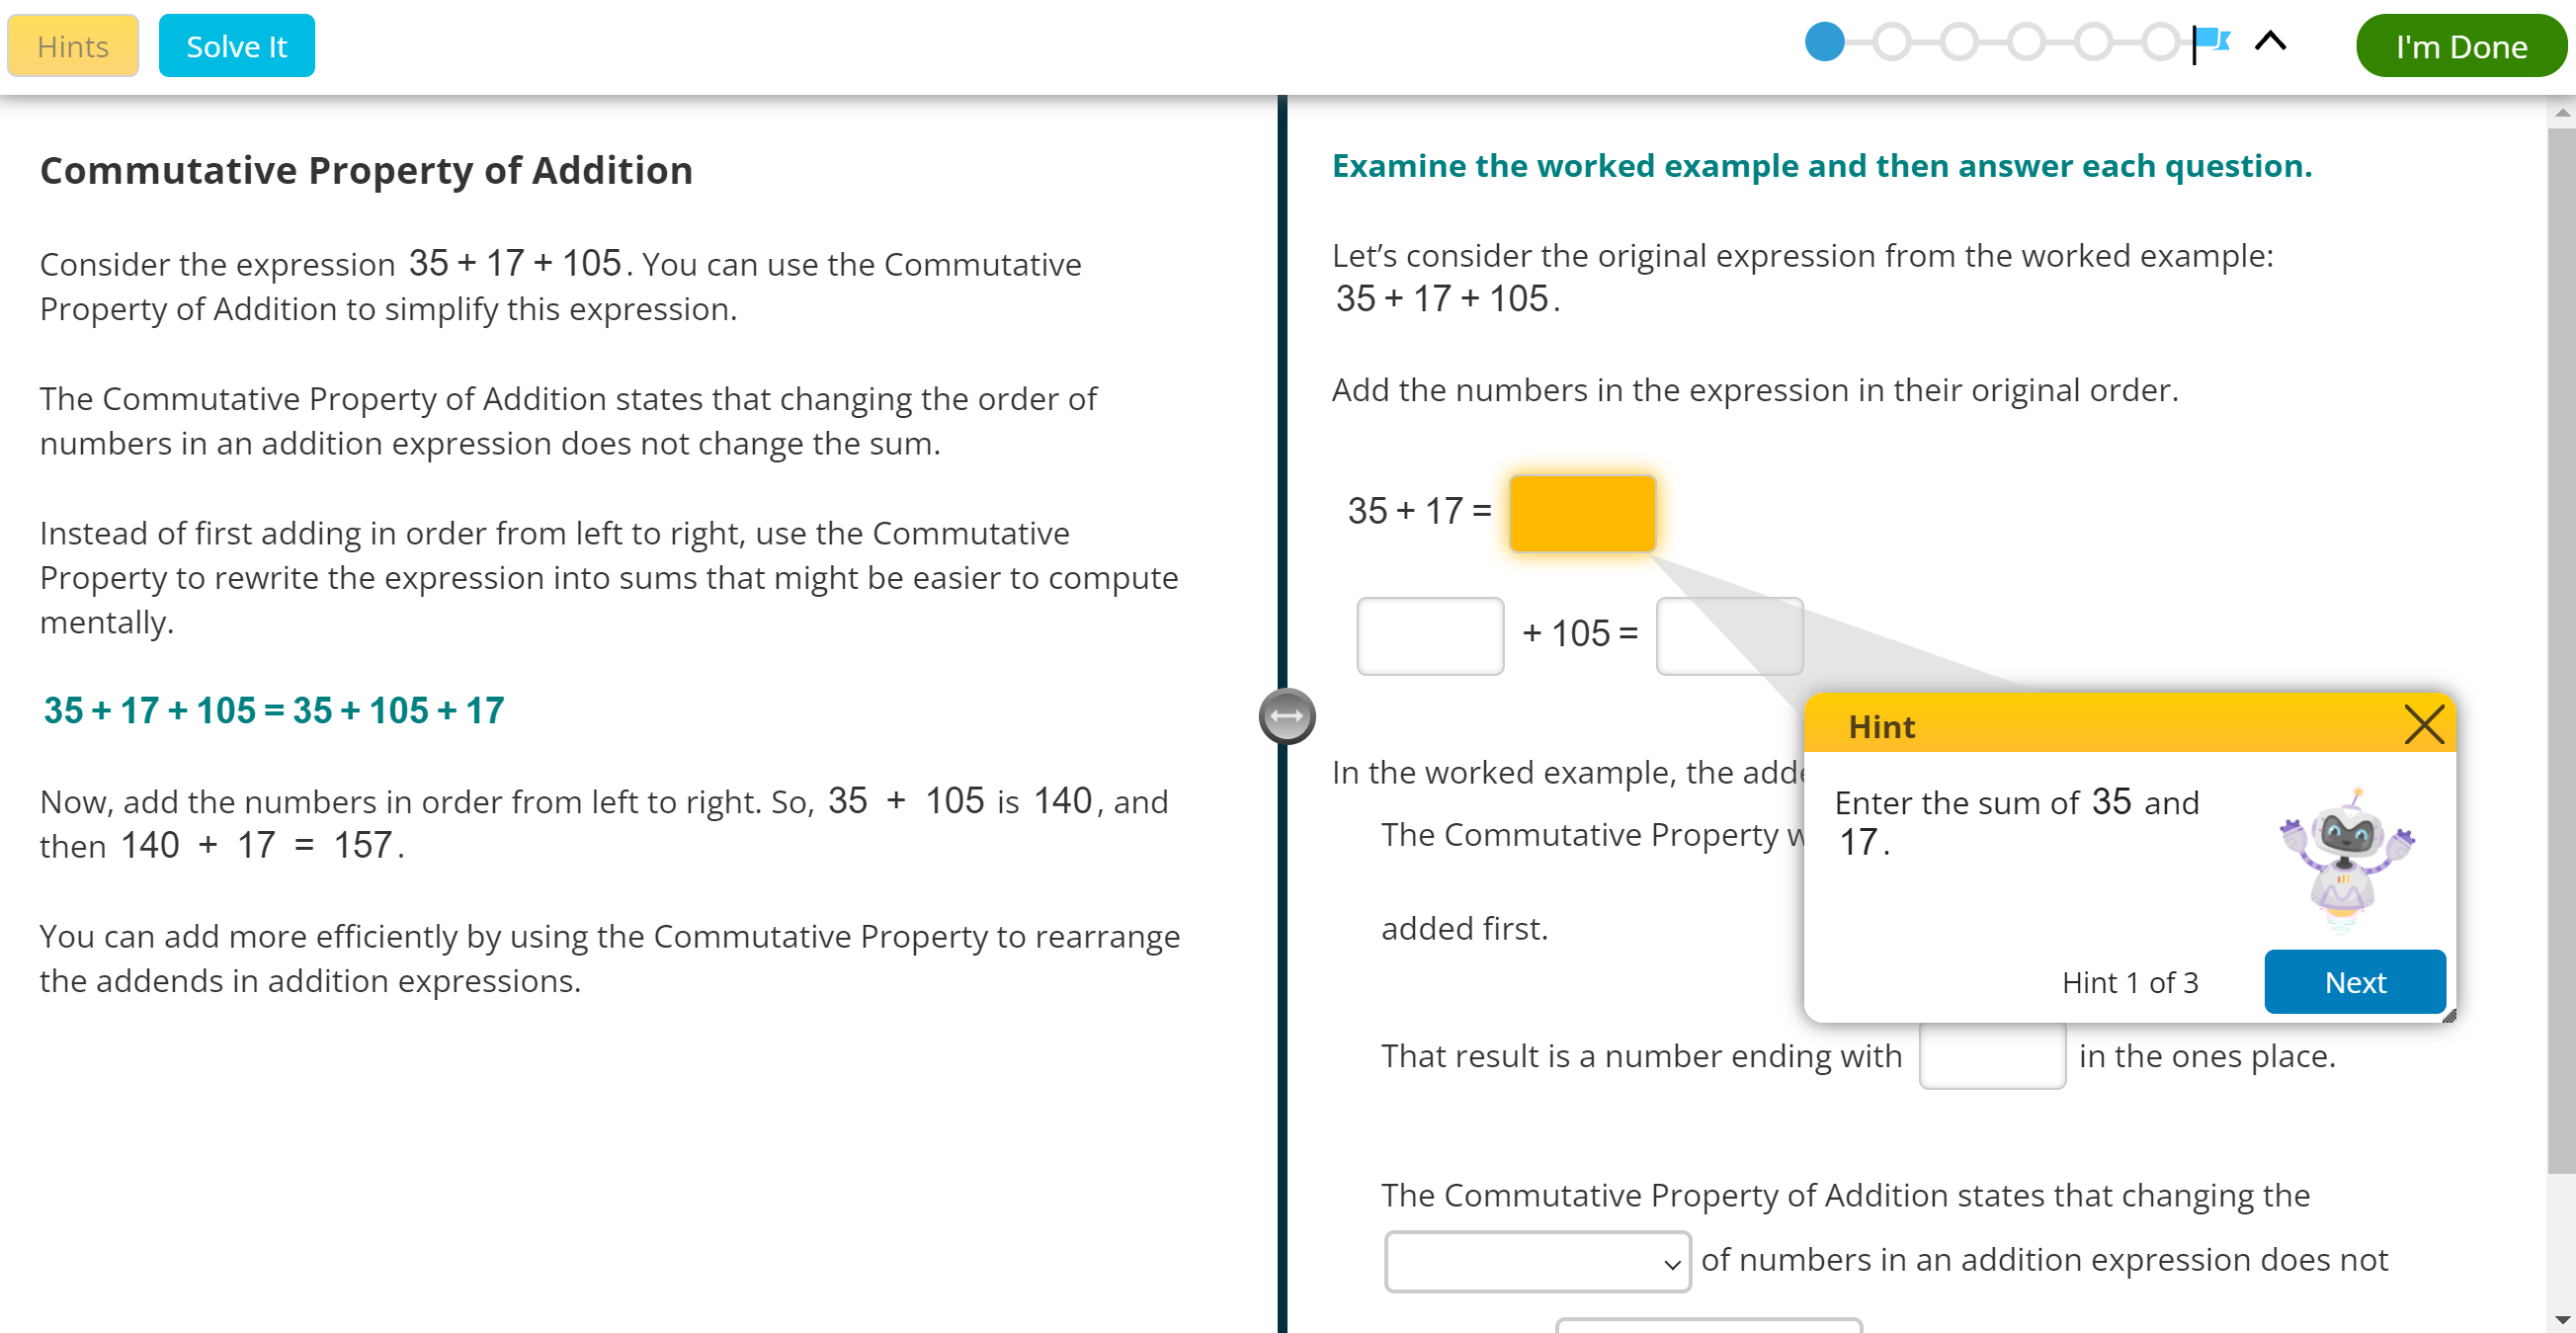 Hints
Solve It
I'm Done
Commutative Property of Addition
Consider the expression 35 + 17 + 105. You can use the Commutative
Property of Addition to simplify this expression.
The Commutative Property of Addition states that changing the order of
numbers in an addition expression does not change the sum.
Instead of first adding in order from left to right, use the Commutative
Property to rewrite the expression into sums that might be easier to compute
mentally.
35 + 17 + 105 = 35 + 105 + 17
Now, add the numbers in order from left to right. So, 35 + 105 is 140, and
then 140 + 17 = 157.
You can add more efficiently by using the Commutative Property to rearrange
the addends in addition expressions.
Examine the worked example and then answer each question.
Let's consider the original expression from the worked example:
35 + 17 + 105.
Add the numbers in the expression in their original order.
35 + 17 =
+ 105 =
In the worked example, the
The Commutative Property
added first.
Hint
Enter the sum of 35 and
17.
Hint 1 of 3
Next
That result is a number ending with in the ones place.
The Commutative Property of Addition states that changing the
of numbers in an addition expression does not